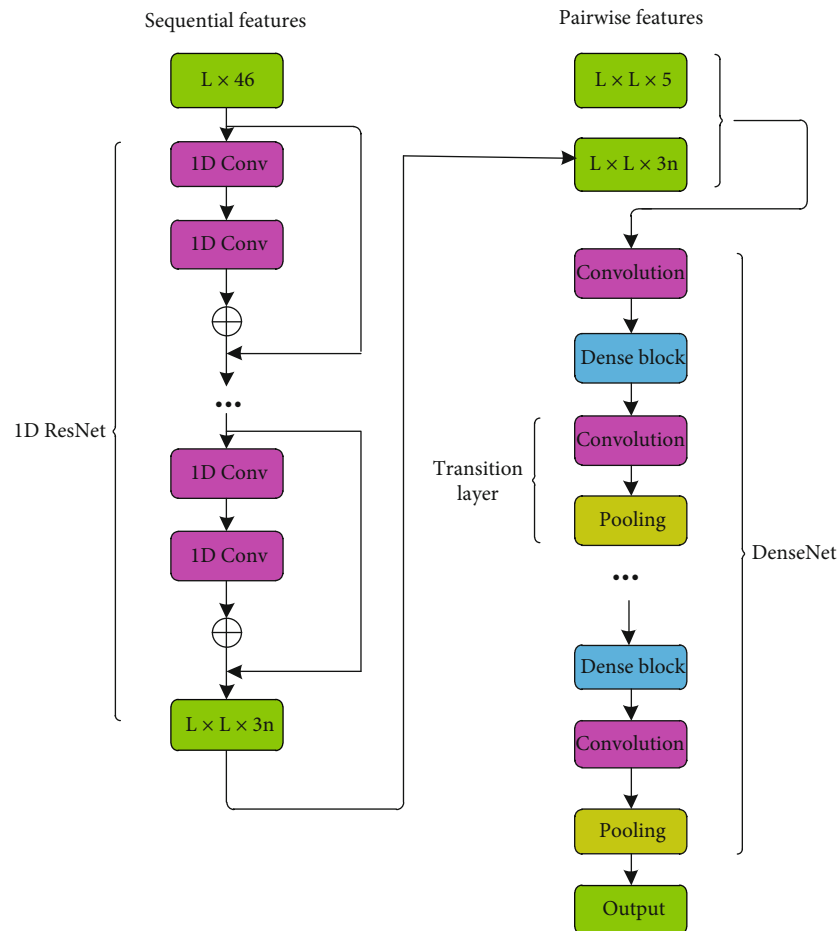 Sequential features
L × 46
1D Conv
1D Conv
...
1D ResNet
1D Conv
1D Conv
L × L × 3n
Pairwise features
L × L × 5
L × L × 3n
Convolution
Dense block
Convolution
Transition
layer
Pooling
...
DenseNet
Dense block
Convolution
Pooling
Output